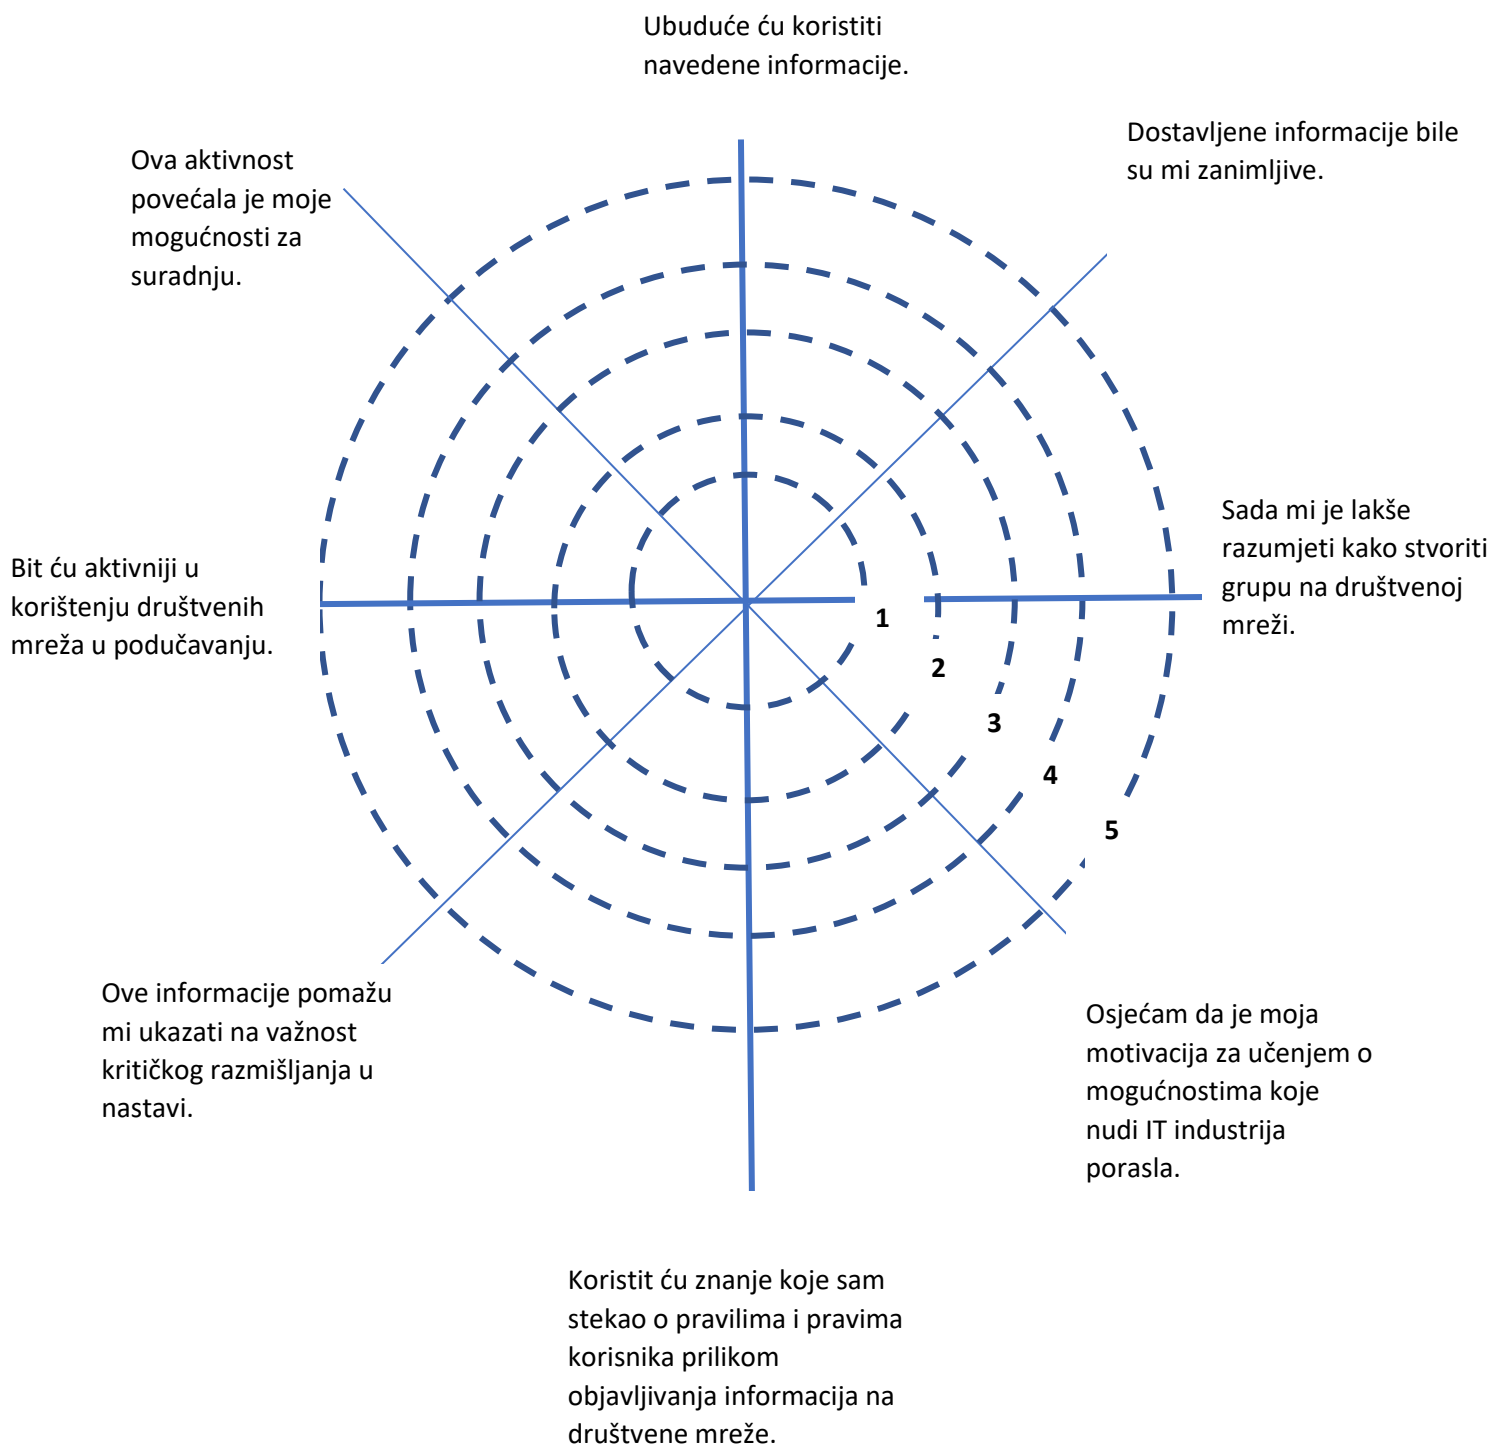 Ubuduće ću koristiti
navedene informacije.
Dostavljene informacije bile
su mi zanimljive.
Ova aktivnost
povećala je moje
mogućnosti za
suradnju.
Sada mi je lakše
razumjeti kako stvoriti
grupu na društvenoj
mreži.
Bit ću aktivniji u
korištenju društvenih
mreža u podučavanju.
1
2
3
4
5
Ove informacije pomažu
mi ukazati na važnost
kritičkog razmišljanja u
nastavi.
Osjećam da je moja
motivacija za učenjem o
mogućnostima koje
nudi IT industrija
porasla.
Koristit ću znanje koje sam
stekao o pravilima i pravima
korisnika prilikom
objavljivanja informacija na
društvene mreže.